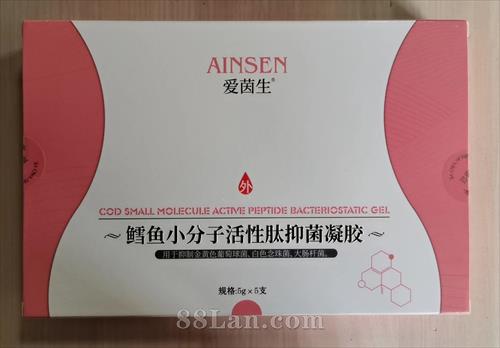 AINSEN
爱茵生®
外
COD SMALL MOLECULE ACTIVE PEPTIDE BACTERIOSTATIC GEL
~鳕鱼小分子活性肽抑菌凝胶~
用于抑制金黄色葡萄球菌、白色念珠菌、大肠杆菌。
规格:5g×5支
88Lan.com